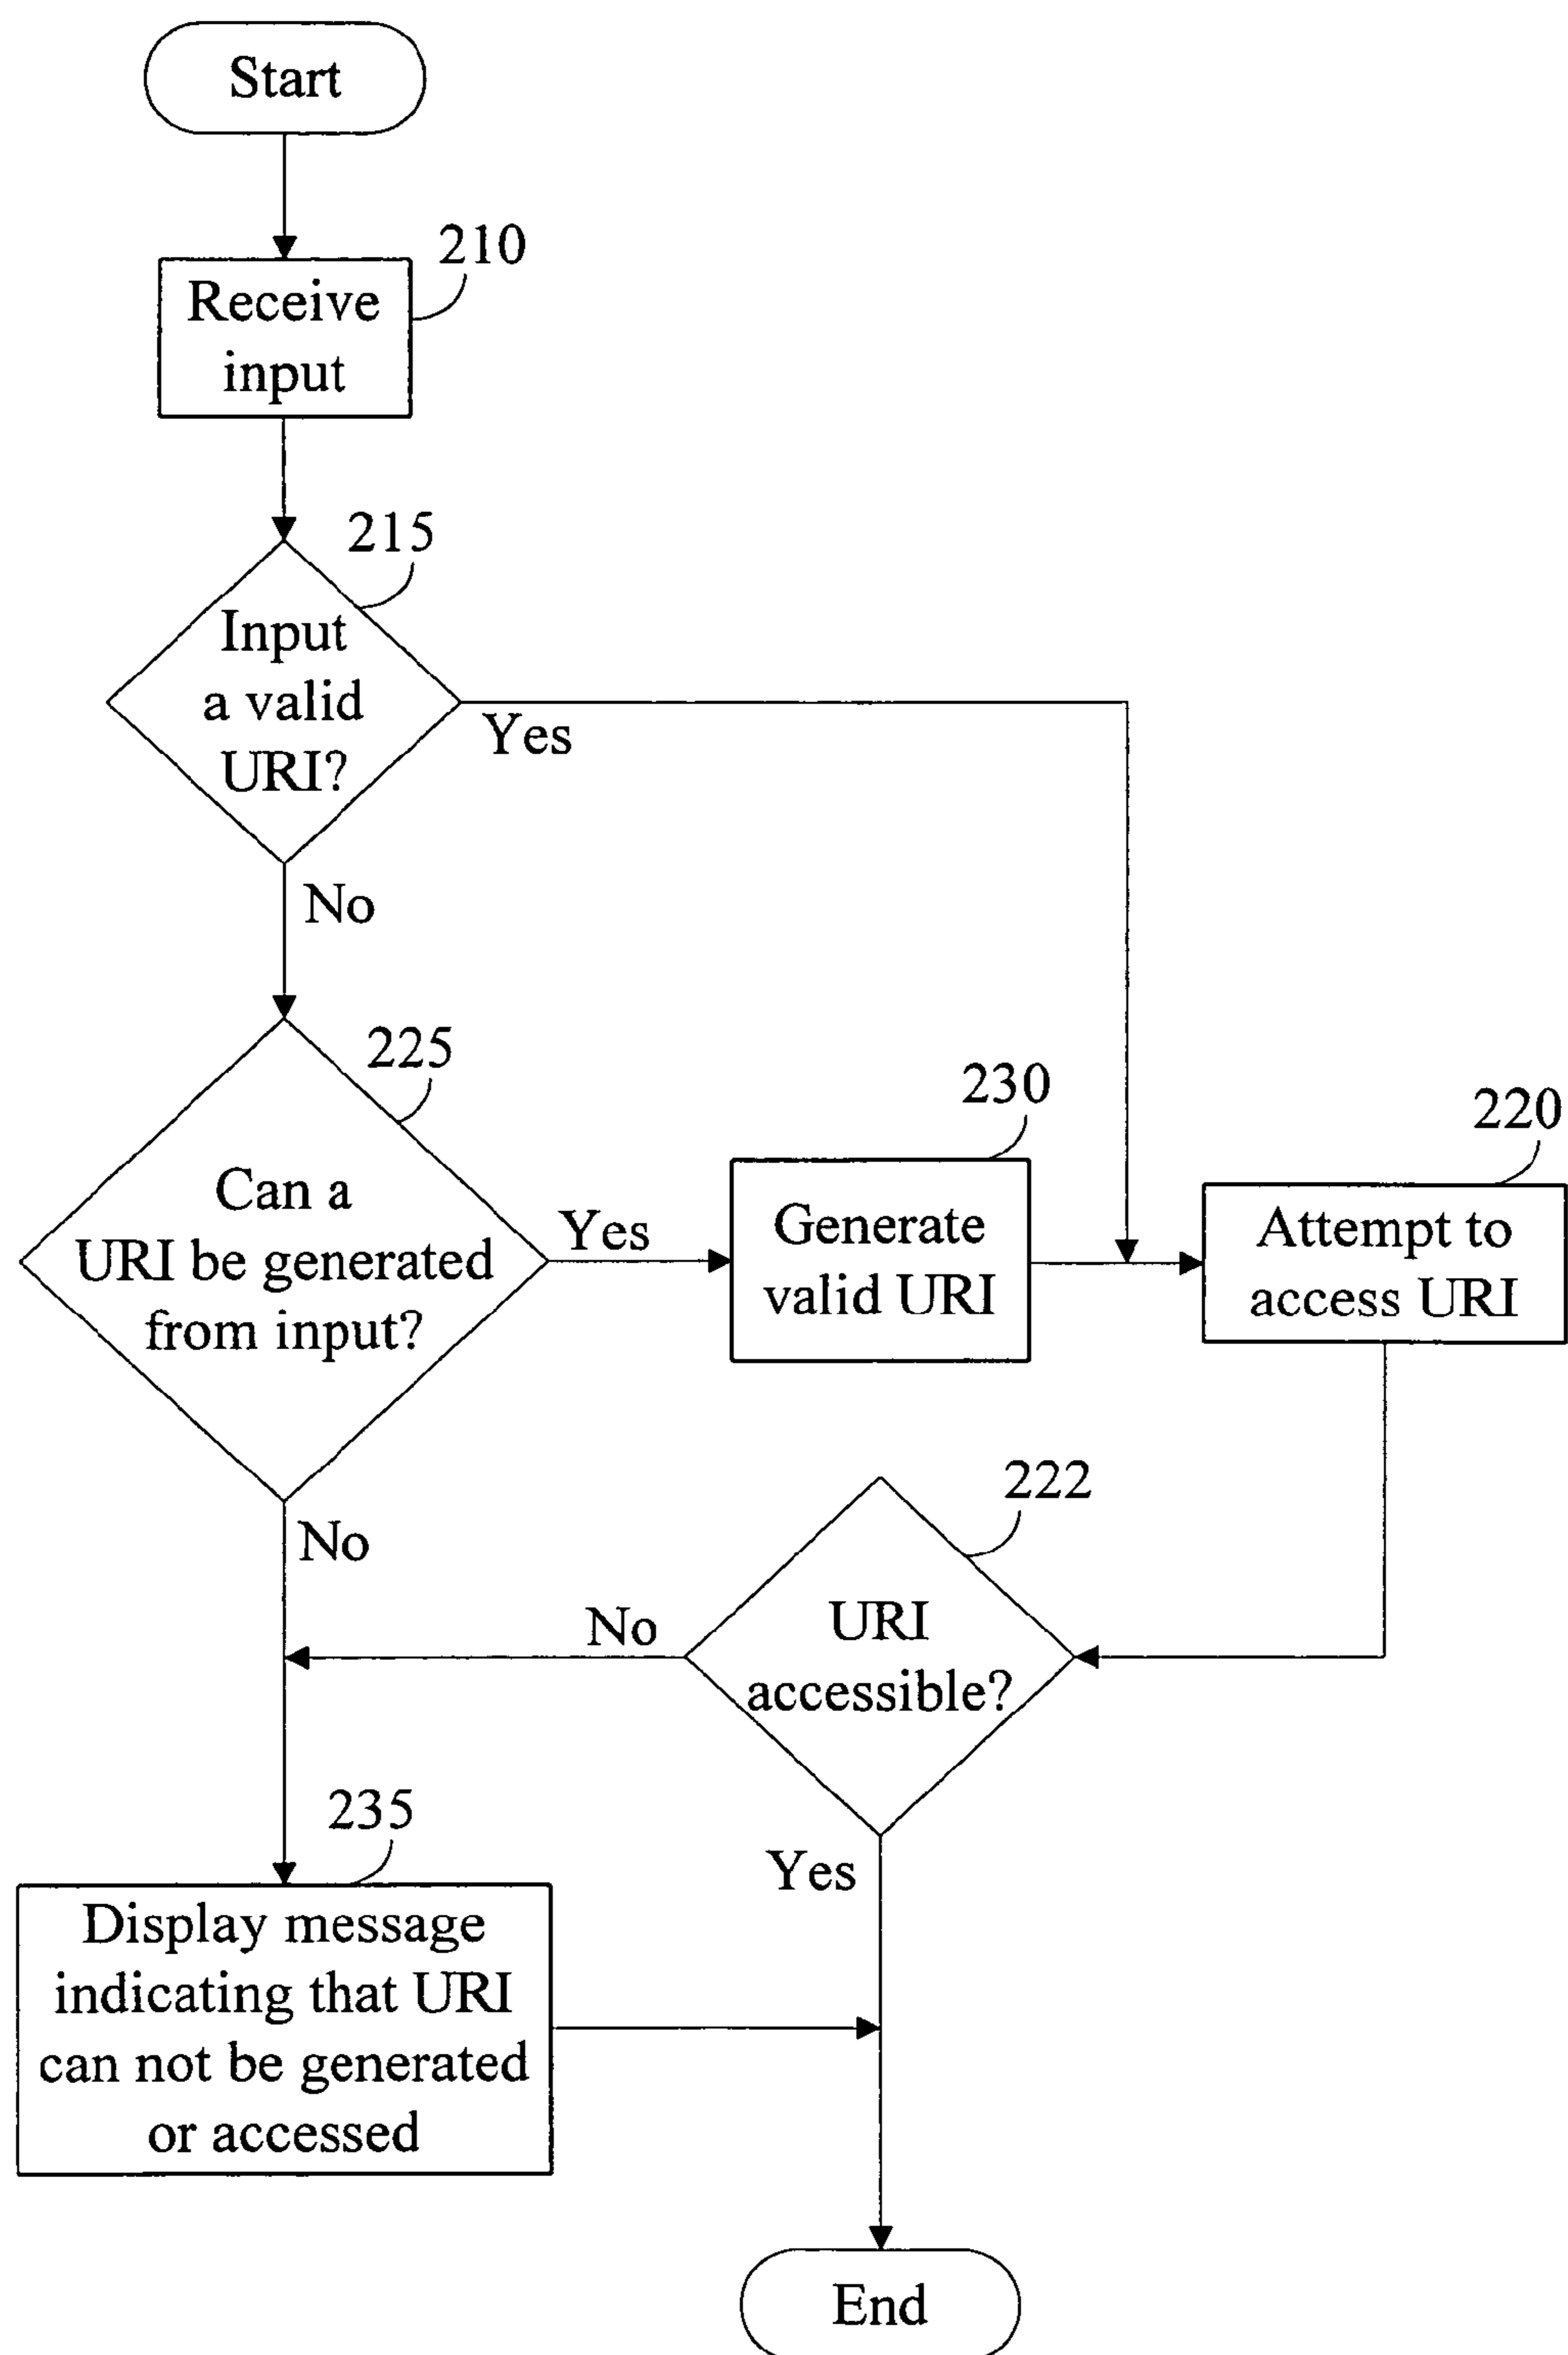 Start
210
Receive
input
215
Input
a valid
URI?
Yes
No
225
Can a
URI be generated
from input?
Yes
230
Generate
valid URI
220
Attempt to
access URI
No
222
URI
accessible?
No
Yes
235
Display message
indicating that URI
can not be generated
or accessed
End